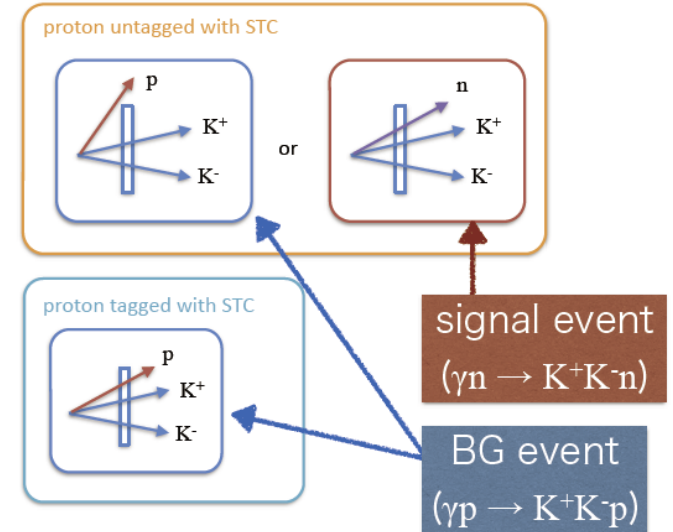 proton untagged with STC
p
K⁺
K⁻
or
n
K⁺
K⁻
proton tagged with STC
p
K⁺
K⁻
signal event
(γn → K⁺K⁻n)
BG event
(γp → K⁺K⁻p)